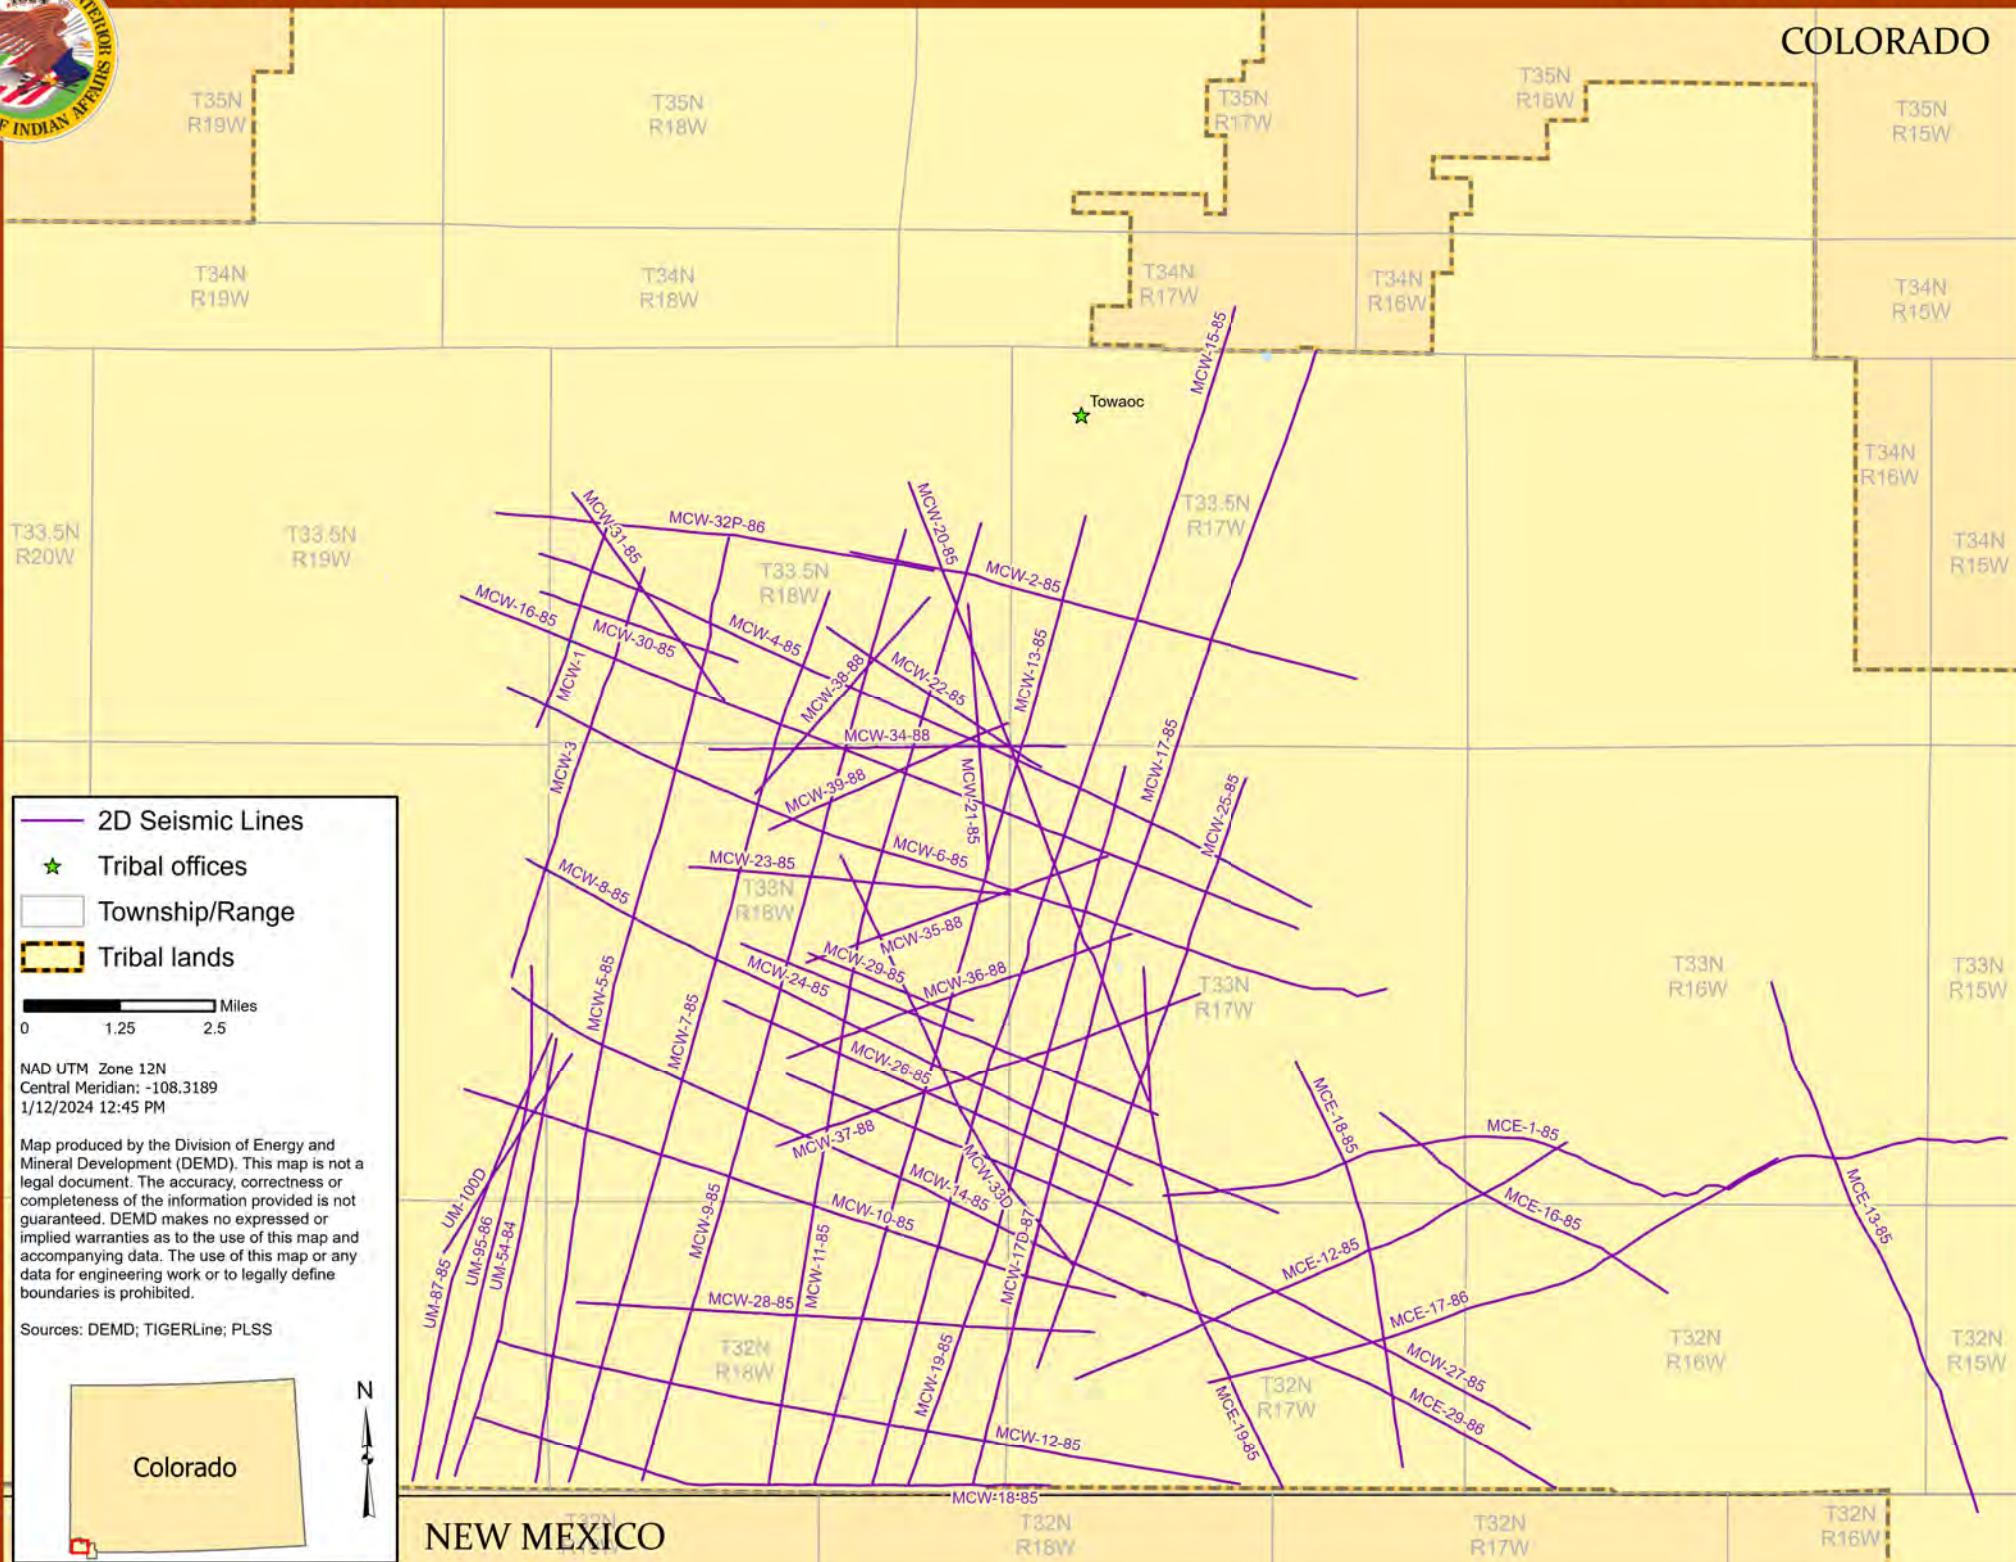 COLORADO
INTERIOR
OF INDIAN AFFAIRS
T35N
R19W
T35N
R18W
T35N
R17W
T35N
R16W
T35N
R15W
T34N
R19W
T34N
R18W
T34N
R17W
T34N
R16W
T34N
R15W
MCW-15-85
Towaoc
T34N
R16W
T33.5N
R20W
T33.5N
R19W
T33.5N
R18W
T33.5N
R17W
T34N
R15W
MCW-31-85
MCW-32P-86
MCW-20-85
MCW-2-85
MCW-16-85
MCW-30-85
MCW-4-85
MCW-1
MCW-38-88
MCW-22-85
MCW-13-85
MCW-34-88
MCW-3
MCW-39-88
MCW-21-85
MCW-17-85
MCW-25-85
MCW-6-85
MCW-23-85
MCW-8-85
T33N
R18W
MCW-35-88
MCW-29-85
MCW-24-85
MCW-36-88
T33N
R17W
T33N
R16W
T33N
R15W
MCW-5-85
MCW-7-85
MCW-26-85
MCW-37-88
MCW-33D
MCE-18-85
MCE-1-85
MCE-16-85
MCE-13-85
UM-100D
UM-95-86
UM-54-84
UM-87-85
MCW-9-85
MCW-10-85
MCW-14-85
MCW-11-85
MCW-17D-87
MCE-12-85
MCE-17-86
MCW-28-85
T32N
R18W
MCW-19-85
T32N
R17W
T32N
R16W
T32N
R15W
MCW-27-85
MCE-29-86
MCE-19-85
MCW-12-85
MCW-18-85
2D Seismic Lines
Tribal offices
Township/Range
Tribal lands
Miles
0 1.25 2.5
NAD UTM Zone 12N
Central Meridian: -108.3189
1/12/2024 12:45 PM
Map produced by the Division of Energy and
Mineral Development (DEMD). This map is not a
legal document. The accuracy, correctness or
completeness of the information provided is not
guaranteed. DEMD makes no expressed or
implied warranties as to the use of this map and
accompanying data. The use of this map or any
data for engineering work or to legally define
boundaries is prohibited.
Sources: DEMD; TIGERLine; PLSS
N
Colorado
NEW MEXICO
T32N
T32N
R18W
T32N
R17W
T32N
R16W